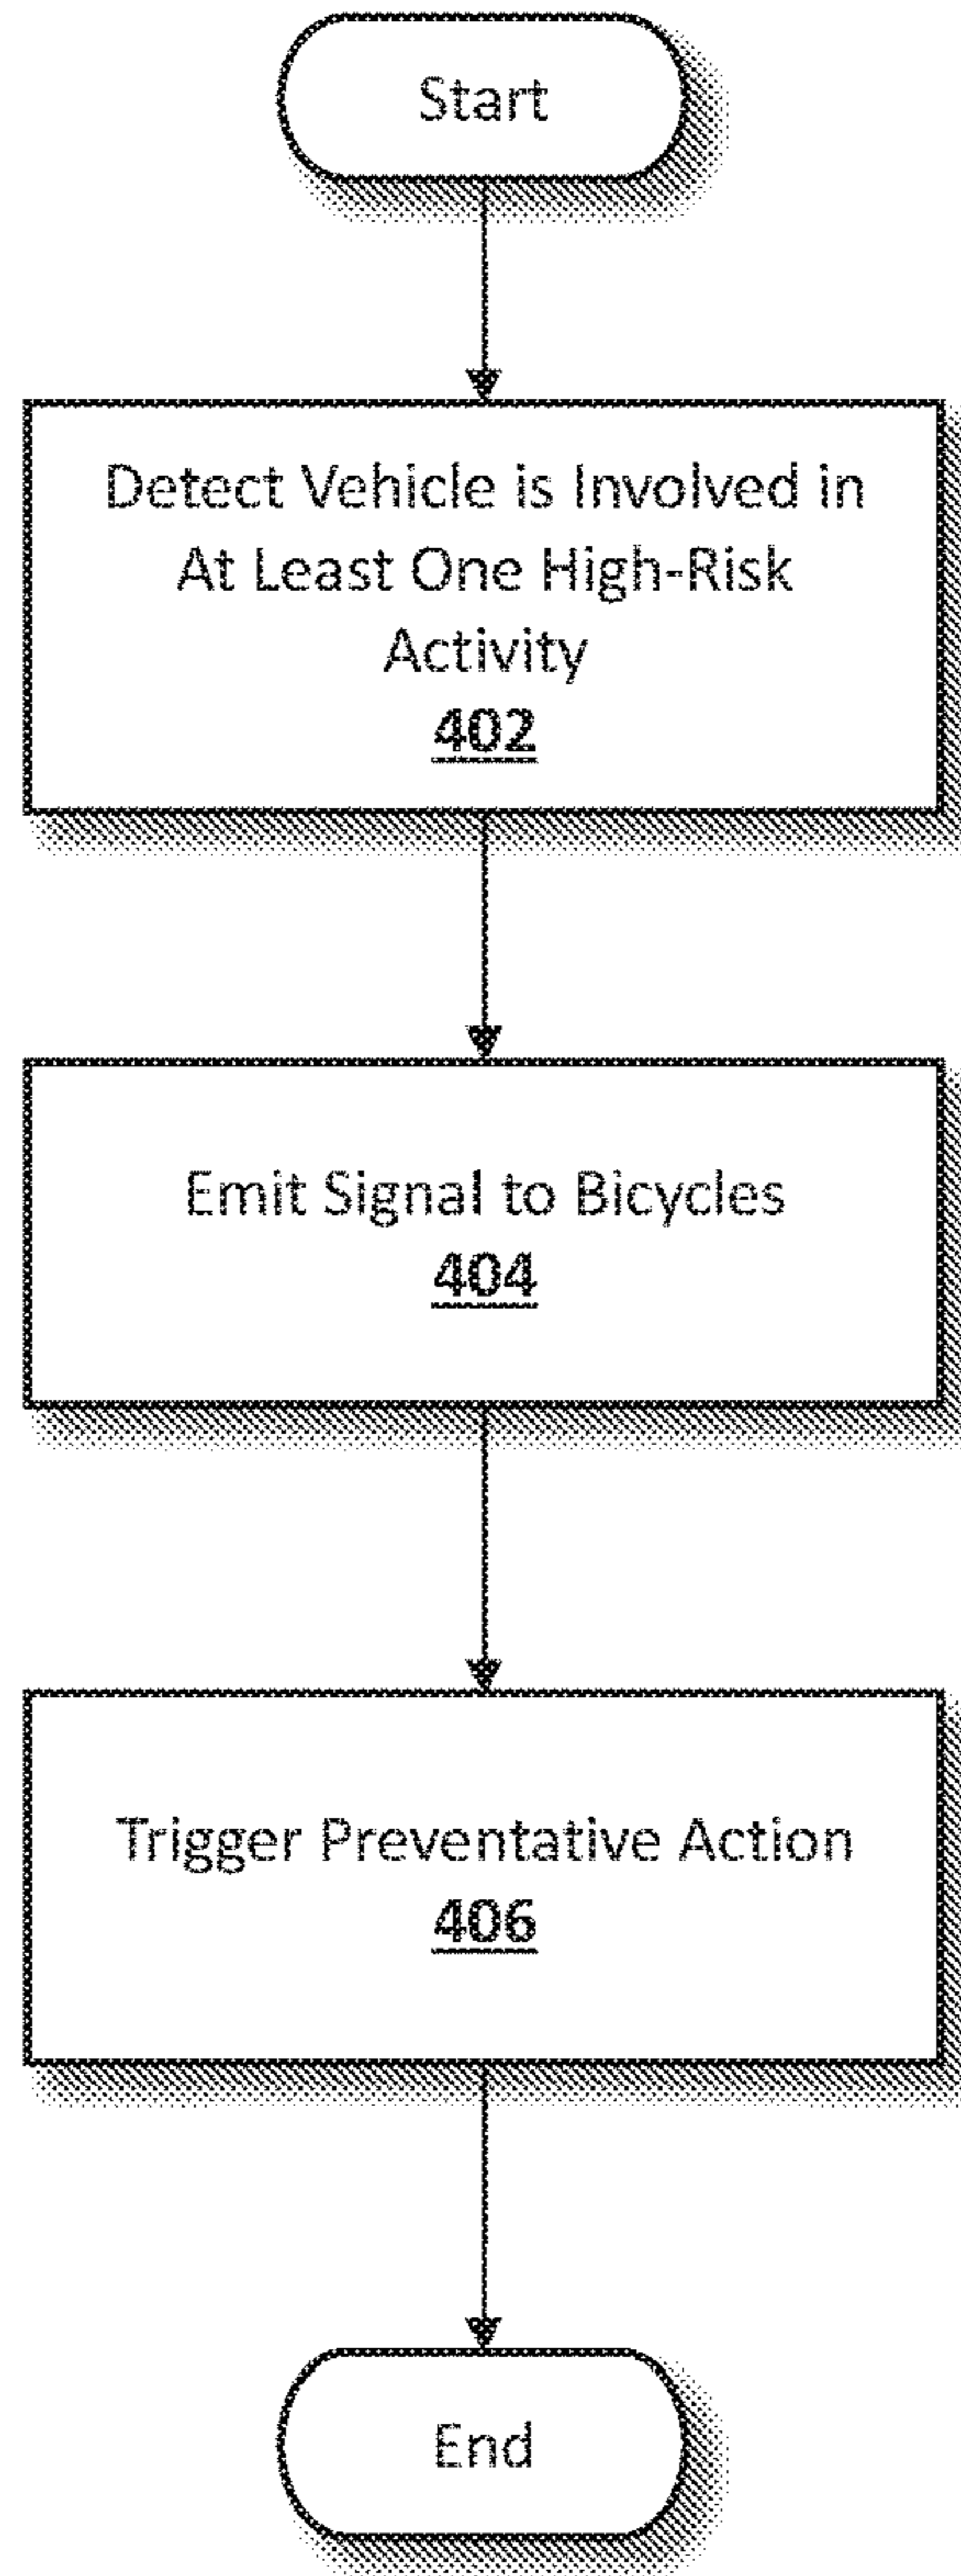 Start
Detect Vehicle is Involved in
At Least One High-Risk
Activity
402
Emit Signal to Bicycles
404
Trigger Preventative Action
406
End